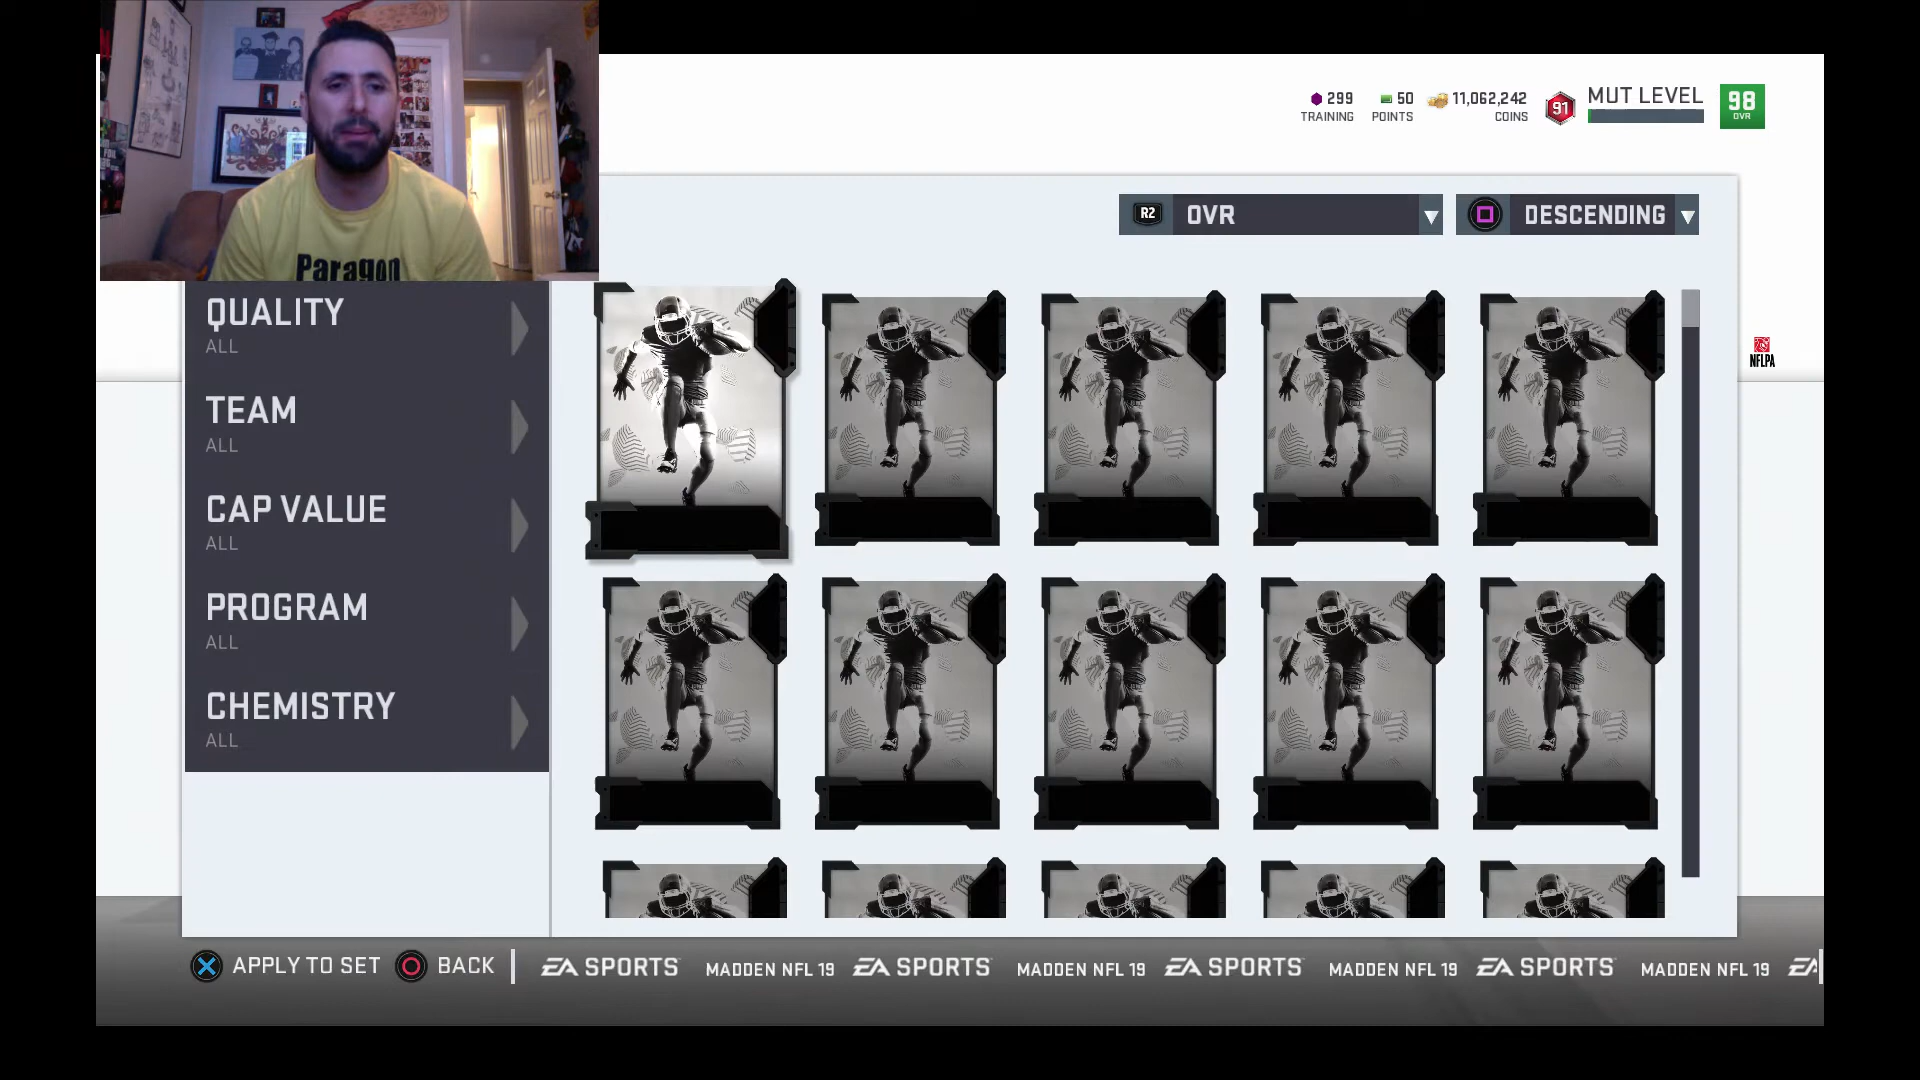 299
TRAINING
50
POINTS
11,062,242
COINS
91
MUT LEVEL
98
OVR
R2
OVR
DESCENDING
Paragon
QUALITY
ALL
TEAM
ALL
CAP VALUE
ALL
PROGRAM
ALL
CHEMISTRY
ALL
NFLPA
APPLY TO SET
BACK
EA SPORTS MADDEN NFL 19 EA SPORTS MADDEN NFL 19 EA SPORTS MADDEN NFL 19 EA SPORTS MADDEN NFL 19 EA